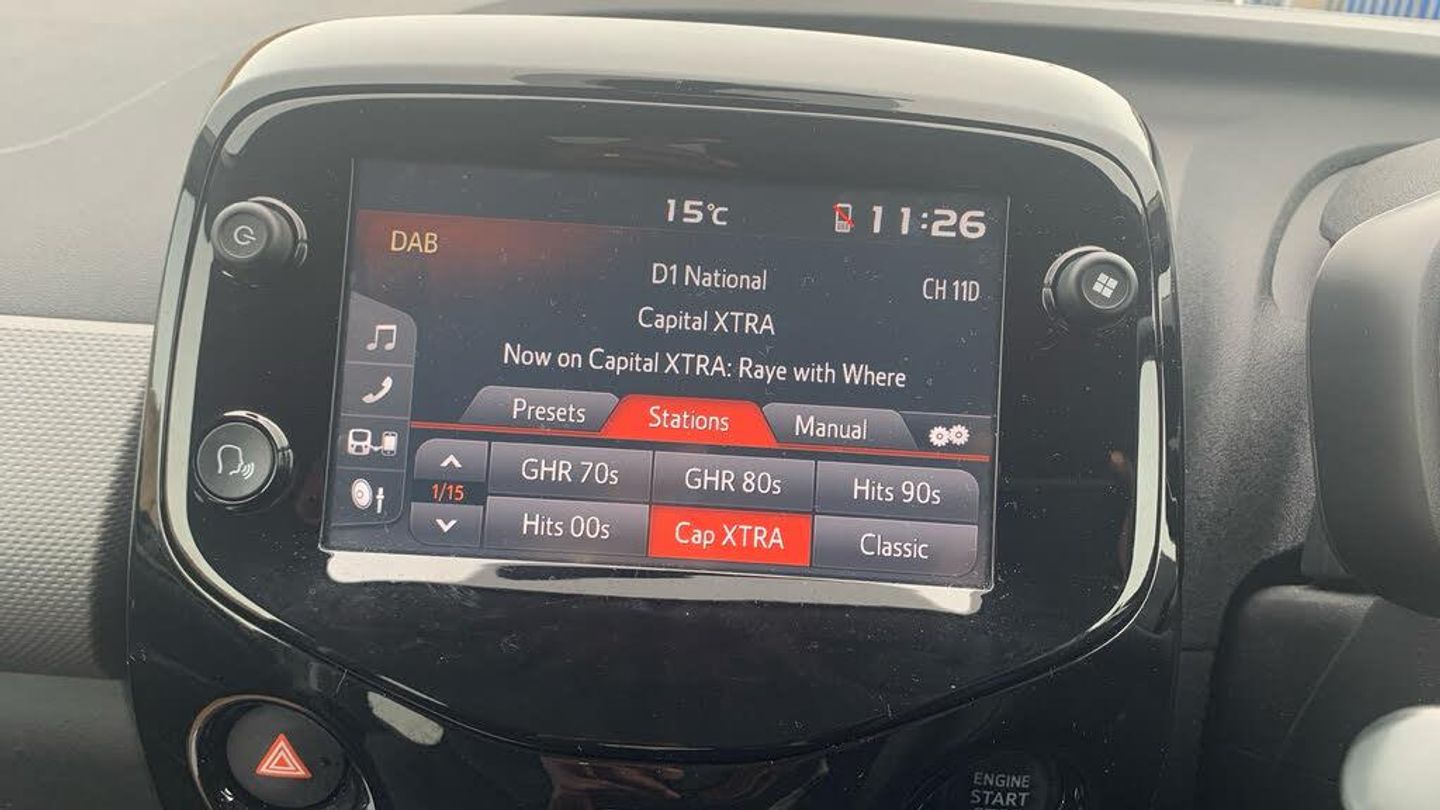 15°C
11:26
DAB
D1 National
CH 11D
Capital XTRA
Now on Capital XTRA: Raye with Where
Presets
Stations
Manual
1/15
GHR 70s
GHR 80s
Hits 90s
Hits 00s
Cap XTRA
Classic
ENGINE
START